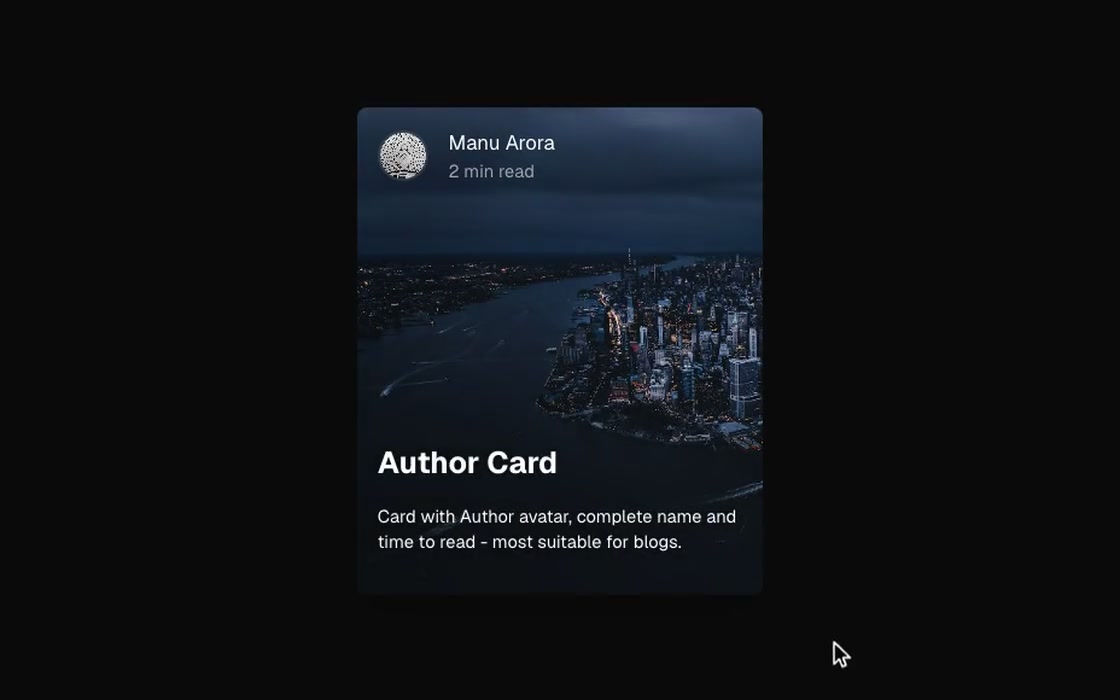 Manu Arora
2 min read
Author Card
Card with Author avatar, complete name and
time to read - most suitable for blogs.